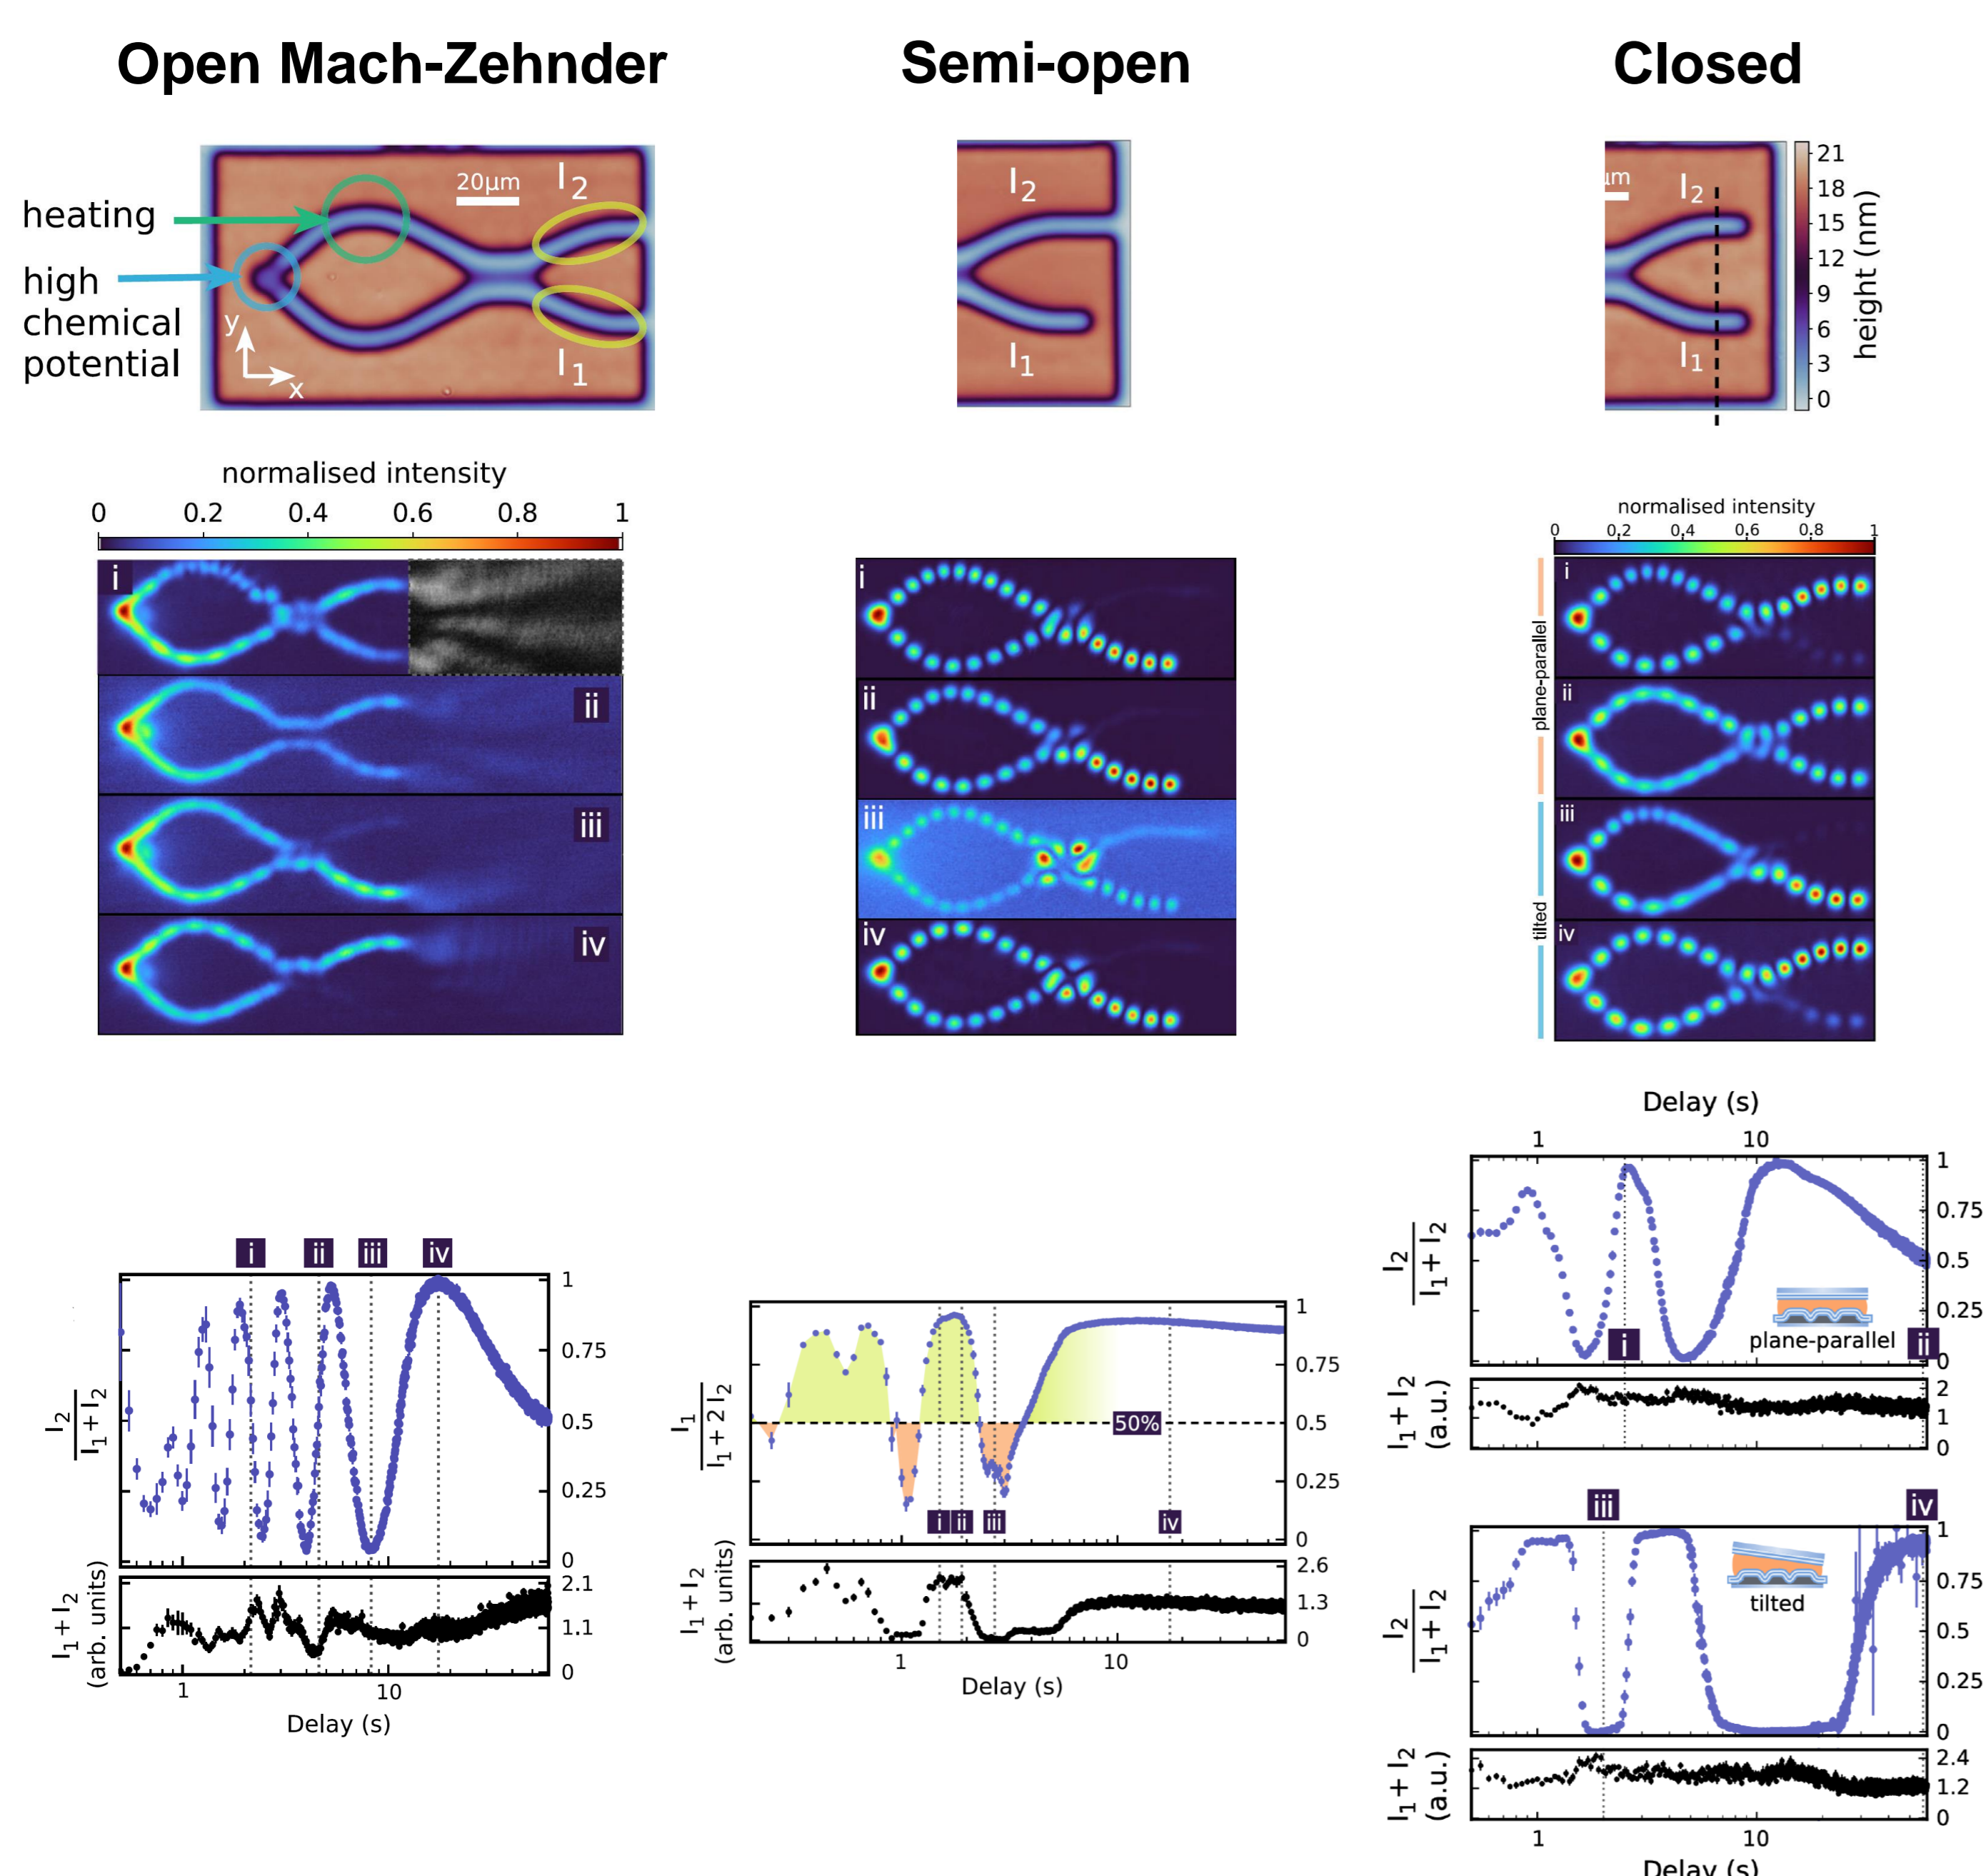 Open Mach-Zehnder
Semi-open
Closed
heating
high
chemical
potential
20μm
I2
I1
y
x
I2
I1
μm
I2
I1
21
18
15
12
9
6
3
0
height (nm)
normalised intensity
0 0.2 0.4 0.6 0.8 1
i
ii
iii
iv
i
ii
iii
iv
normalised intensity
0 0.2 0.4 0.6 0.8 1
plane-parallel
tilted
i
ii
iii
iv
i ii iii iv
1
0.75
0.5
0.25
0
I2
I1 + I2
2.1
1.1
0
I1 + I2
(arb. units)
1 10
Delay (s)
1
0.75
0.5
0.25
0
50%
i ii iii iv
I1
I1 + 2 I2
2.6
1.3
0
I1 + I2
(arb. units)
1 10
Delay (s)
Delay (s)
1 10
1
0.75
0.5
0.25
0
I2
I1 + I2
plane-parallel
i ii
2
1
0
I1 + I2
(a.u.)
iii iv
1
0.75
0.5
0.25
0
I2
I1 + I2
tilted
2.4
1.2
0
I1 + I2
(a.u.)
1 10
Delay (s)